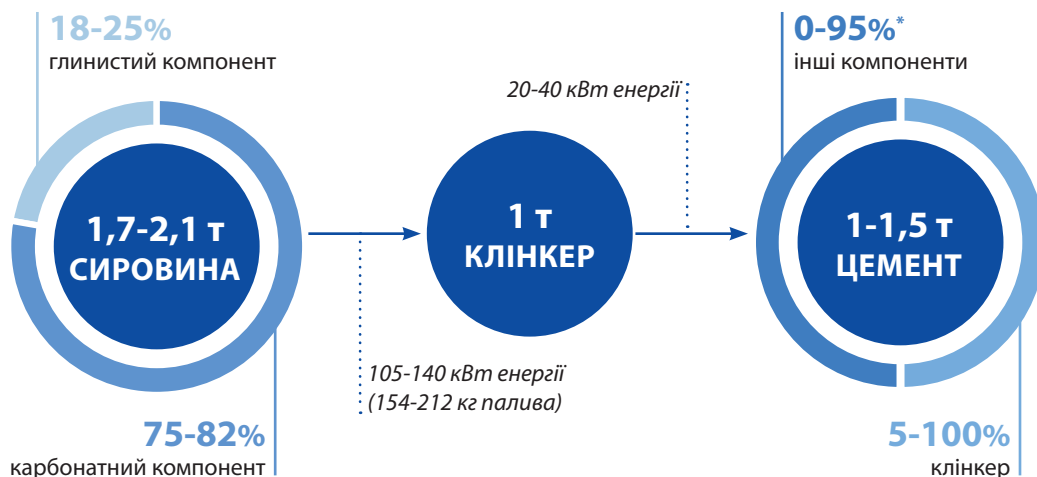 18-25%
глинистий компонент
1,7-2,1 т
СИРОВИНА
75-82%
карбонатний компонент
105-140 кВт енергії
(154-212 кг палива)
1 т
КЛІНКЕР
20-40 кВт енергії
0-95%*
інші компоненти
1-1,5 т
ЦЕМЕНТ
5-100%
клінкер